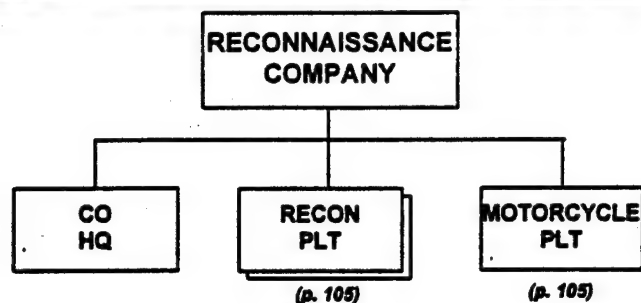 RECONNAISSANCE
COMPANY
CO
HQ
RECON
PLT
(p. 105)
MOTORCYCLE
PLT
(p. 105)